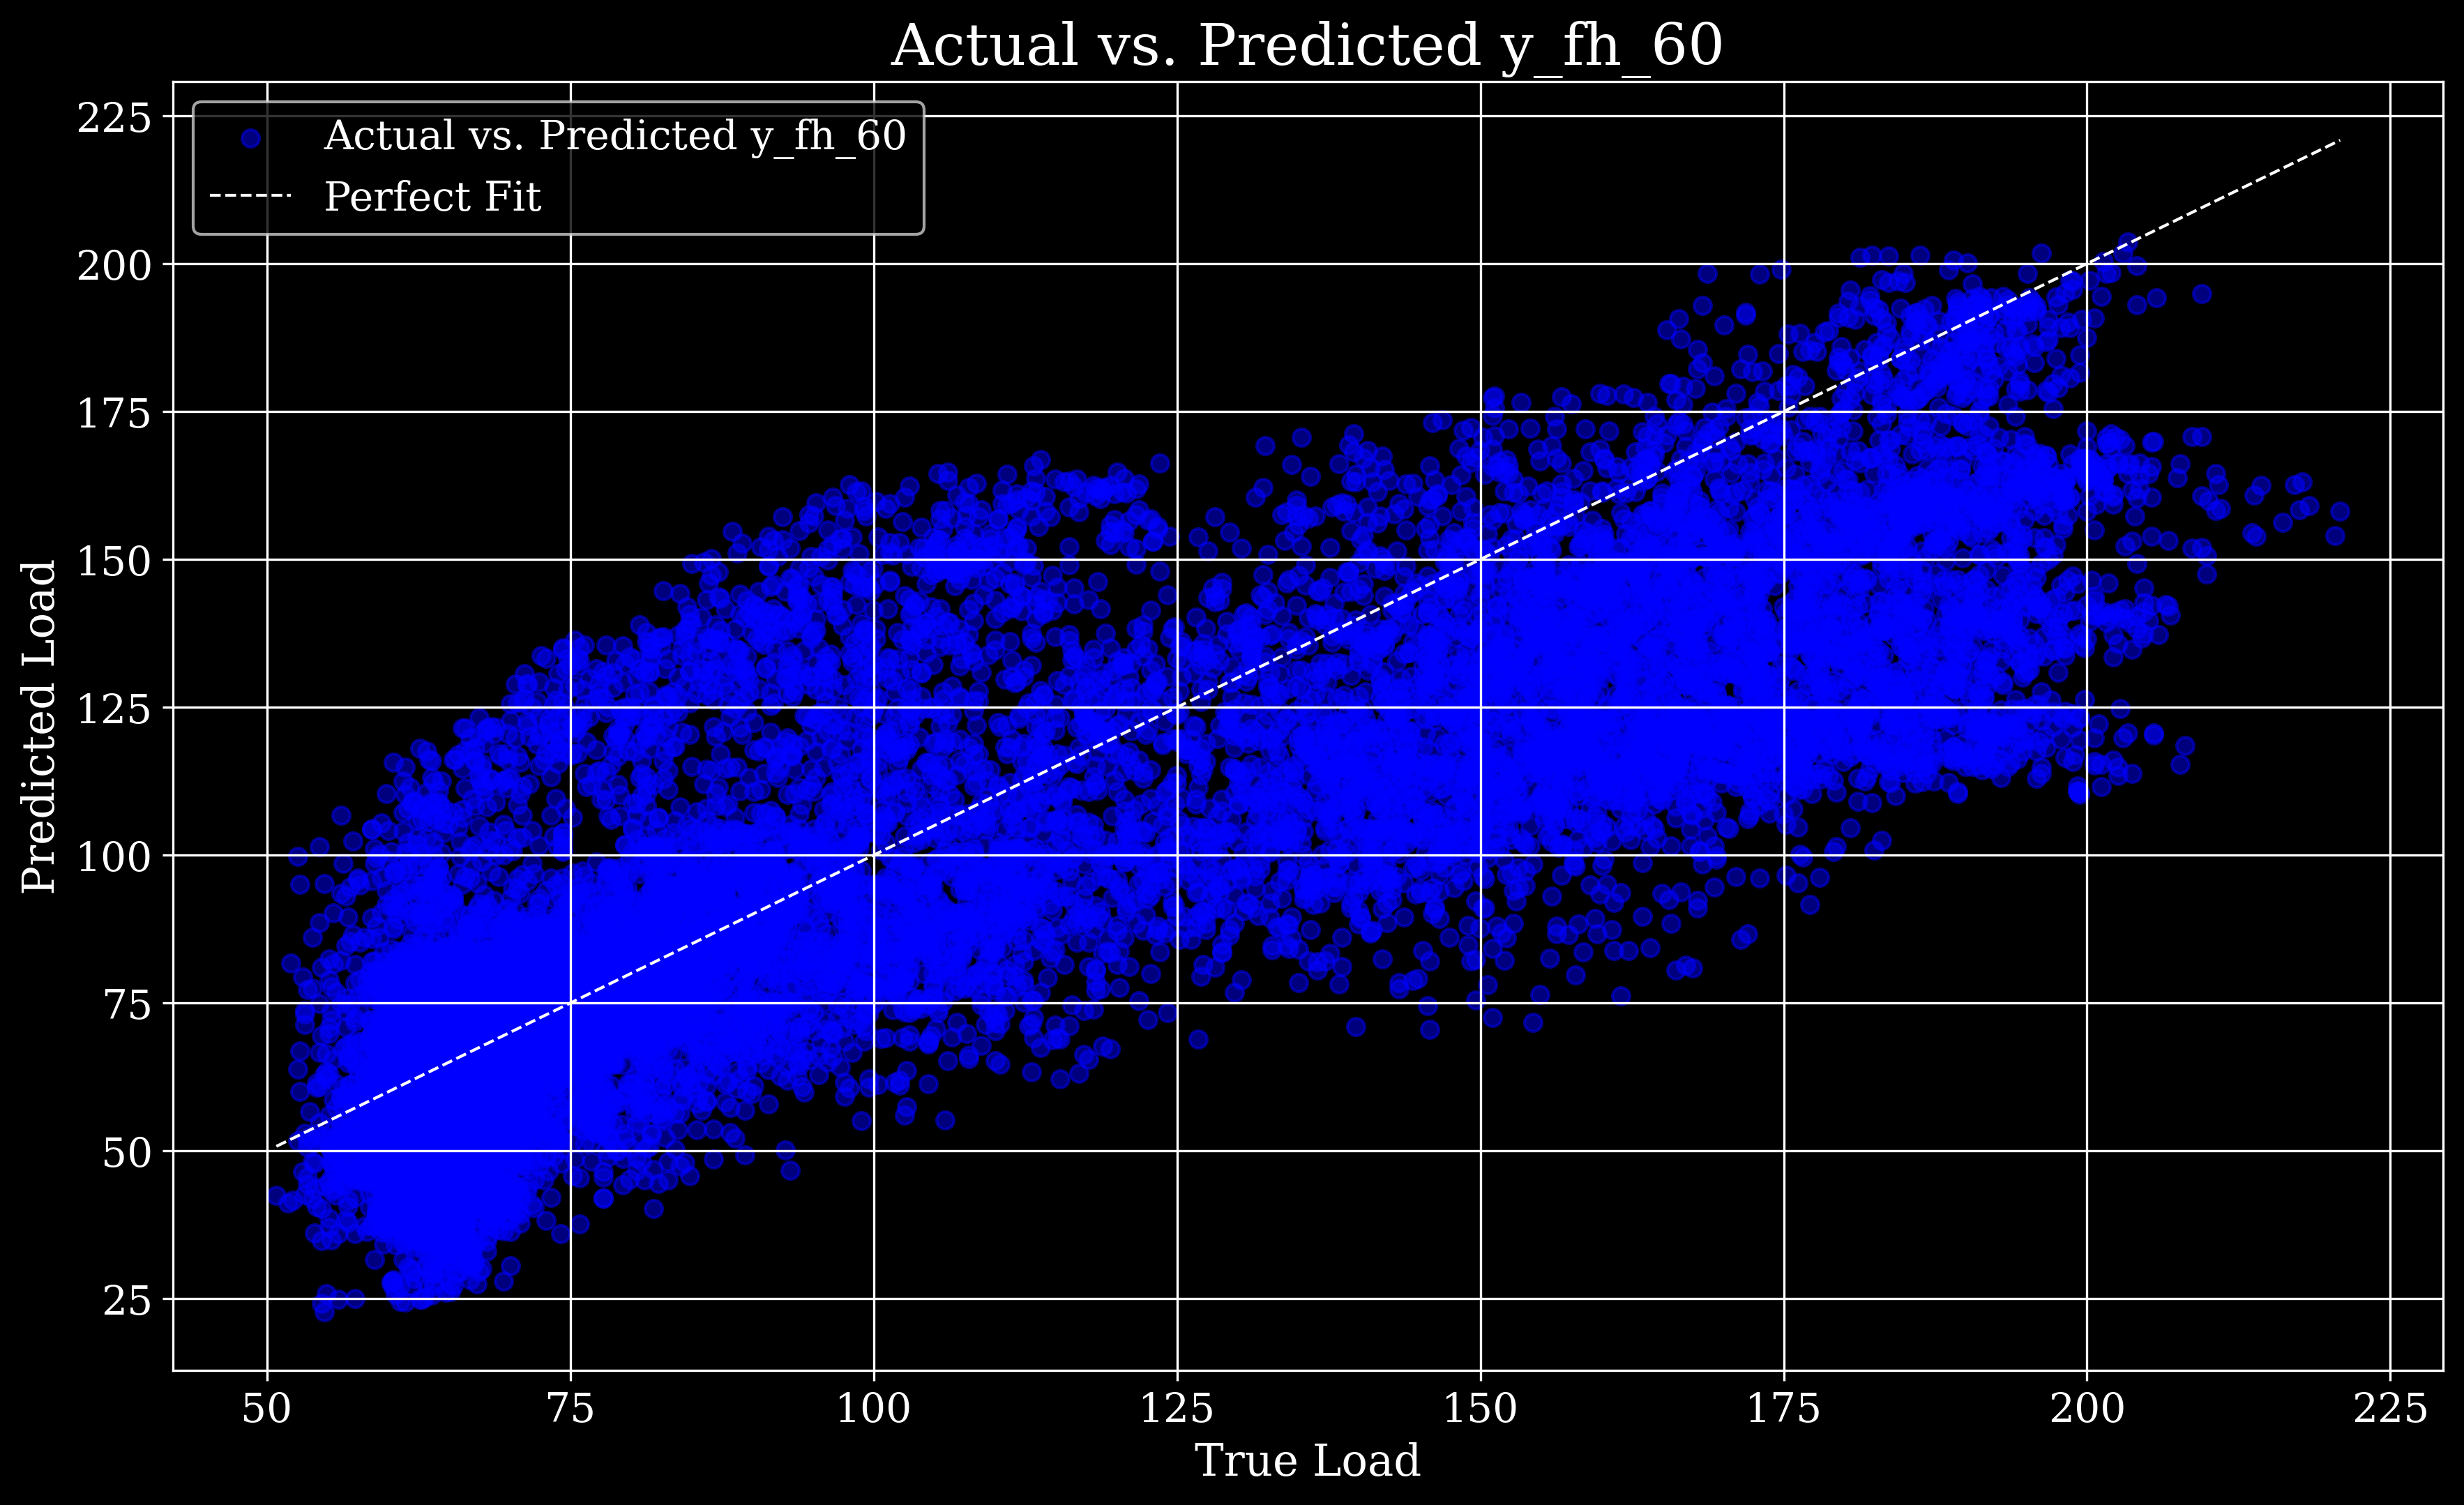 Actual vs. Predicted y_fh_60
Actual vs. Predicted y_fh_60
Perfect Fit
225
200
175
150
125
100
75
50
25
Predicted Load
50 75 100 125 150 175 200 225
True Load